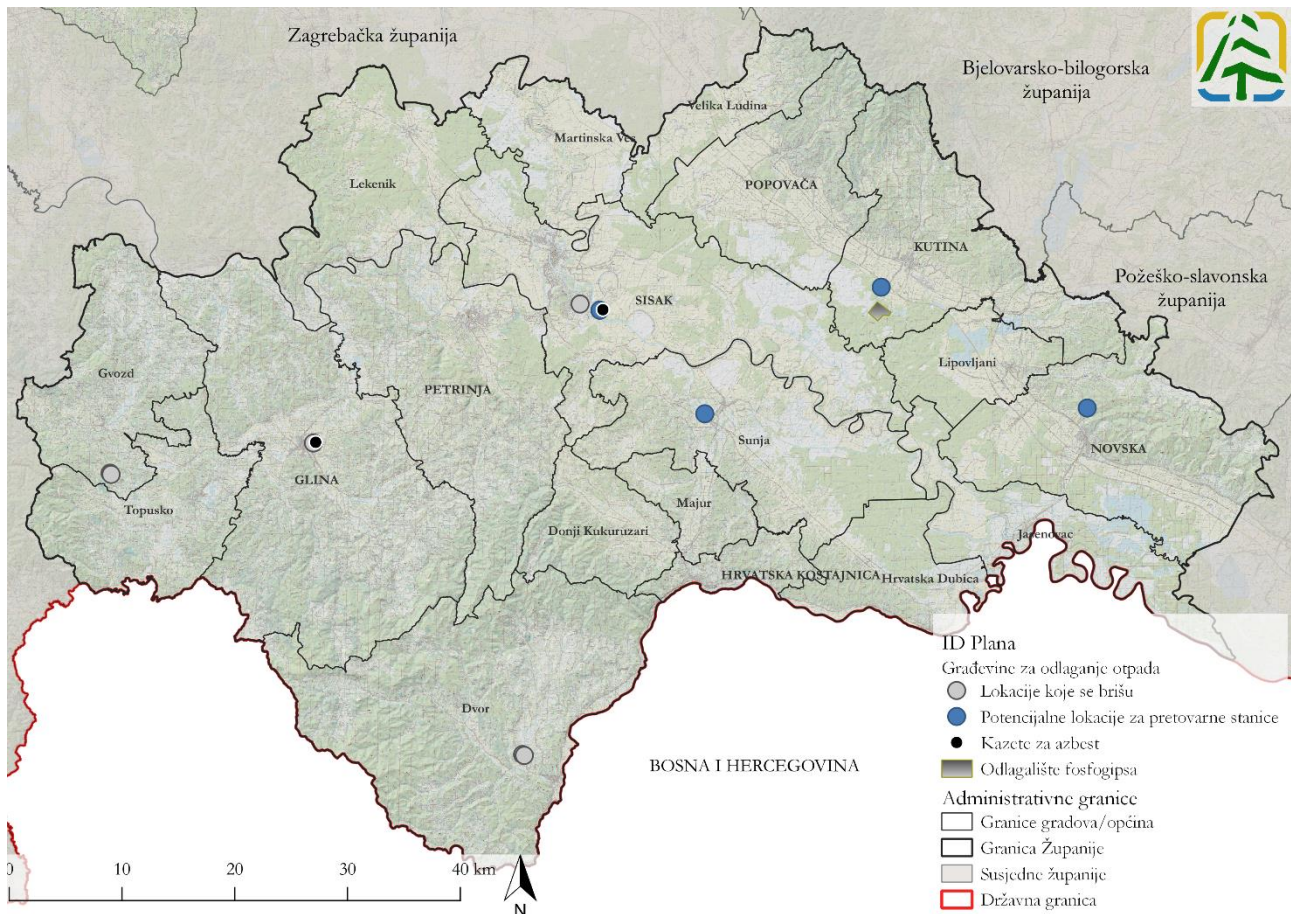 Zagrebačka županija
Bjelovarsko-bilogorska
županija
Velika Ludina
Martinska Ves
Lekenik
POPOVAČA
KUTINA
Požeško-slavonska
županija
SISAK
Lipovljani
Gvozd
PETRINJA
Sunja
NOVSKA
GLINA
Topusko
Majur
Donji Kukuruzari
Jasenovac
HRVATSKA KOSTAJNICA
Hrvatska Dubica
Dvor
BOSNA I HERCEGOVINA
ID Plana
Građevine za odlaganje otpada
Lokacije koje se brišu
Potencijalne lokacije za pretovarne stanice
Kazete za azbest
Odlagalište fosfogipsa
Administrativne granice
Granice gradova/općina
Granica Županije
Susjedne županije
Državna granica
0 10 20 30 40 km
N